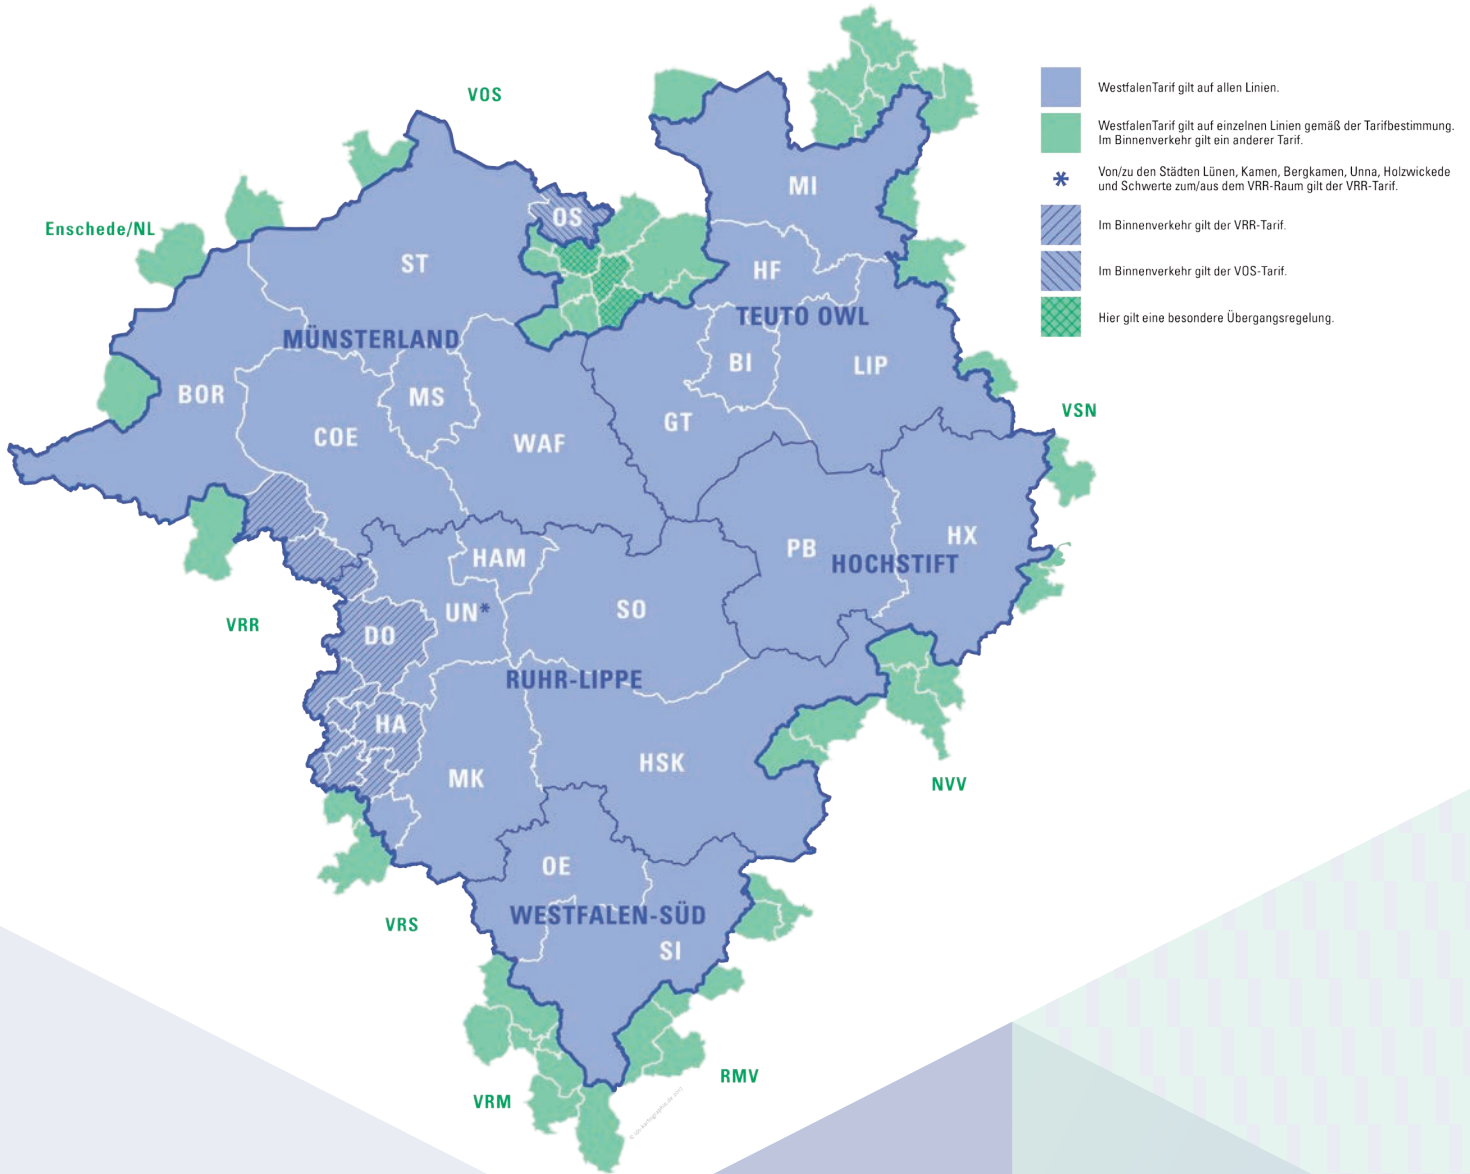 VOS
WestfalenTarif gilt auf allen Linien.
WestfalenTarif gilt auf einzelnen Linien gemäß der Tarifbestimmung.
Im Binnenverkehr gilt ein anderer Tarif.
* Von/zu den Städten Lünen, Kamen, Bergkamen, Unna, Holzwickede
und Schwerte zum/aus dem VRR-Raum gilt der VRR-Tarif.
Im Binnenverkehr gilt der VRR-Tarif.
Im Binnenverkehr gilt der VOS-Tarif.
Hier gilt eine besondere Übergangsregelung.
MI
OS
Enschede/NL
ST
HF
TEUTO OWL
MÜNSTERLAND
BI
LIP
BOR
MS
VSN
COE
GT
WAF
HX
PB
HOCHSTIFT
HAM
UN*
SO
VRR
DO
RUHR-LIPPE
HA
HSK
MK
NVV
OE
WESTFALEN-SÜD
VRS
SI
RMV
VRM